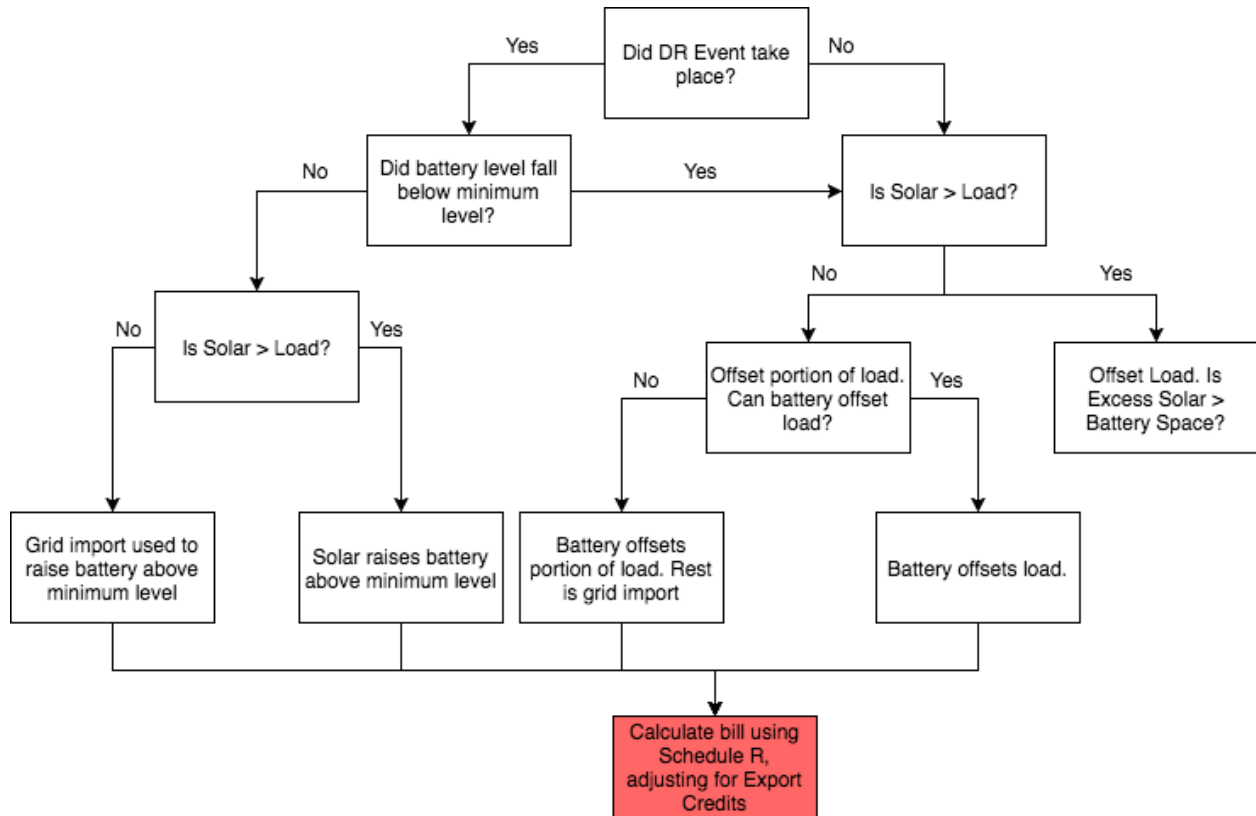 Did DR Event take
place?
Yes
No
Did battery level fall
below minimum
level?
No
Yes
Is Solar > Load?
No
Yes
Is Solar > Load?
No
Yes
Offset portion of load.
Can battery offset
load?
No
Yes
Offset Load. Is
Excess Solar >
Battery Space?
Grid import used to
raise battery above
minimum level
Solar raises battery
above minimum level
Battery offsets
portion of load. Rest
is grid import
Battery offsets load.
Calculate bill using
Schedule R,
adjusting for Export
Credits